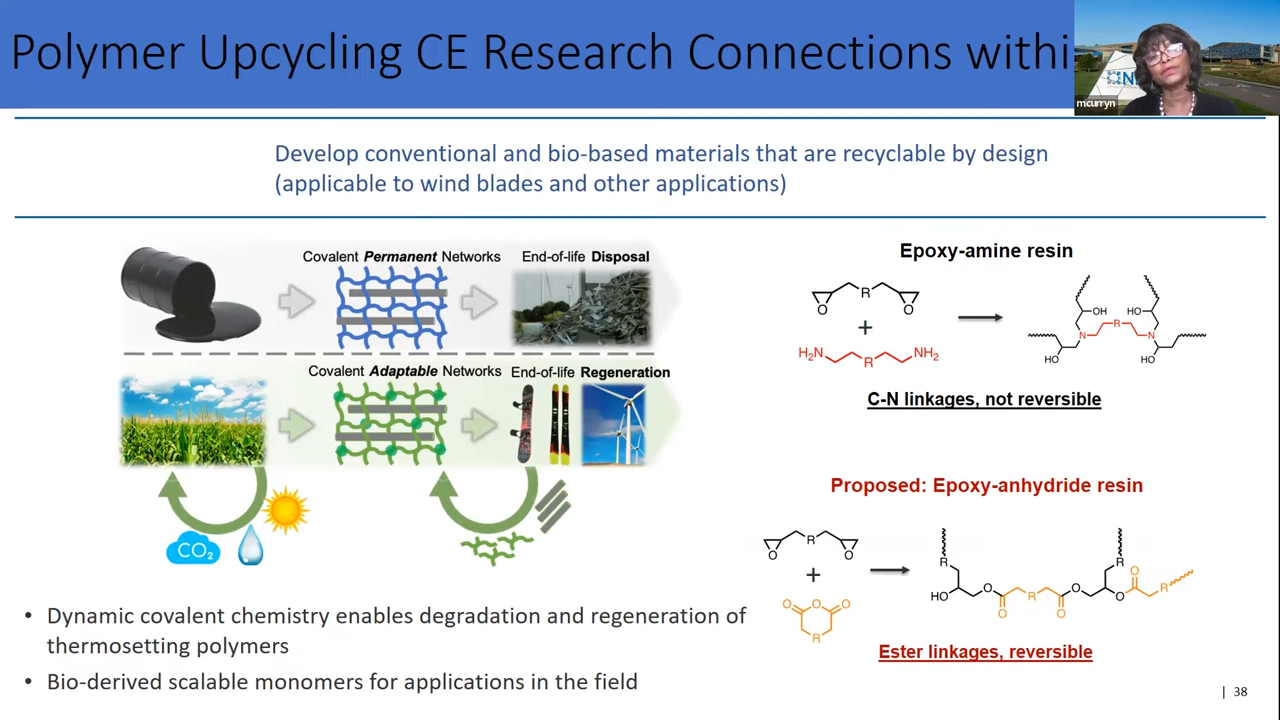 Polymer Upcycling CE Research Connections withi
mcurryn
Develop conventional and bio-based materials that are recyclable by design
(applicable to wind blades and other applications)
Covalent Permanent Networks
End-of-life Disposal
Covalent Adaptable Networks
End-of-life Regeneration
CO₂
Epoxy-amine resin
R
O
O
+
H₂N
R
NH₂
OH
HO
N
R
N
HO
HO
C-N linkages, not reversible
Proposed: Epoxy-anhydride resin
R
O
O
+
O
O
O
R
R
R
HO
O
O
R
O
O
O
O
R
Ester linkages, reversible
• Dynamic covalent chemistry enables degradation and regeneration of
thermosetting polymers
• Bio-derived scalable monomers for applications in the field
| 38